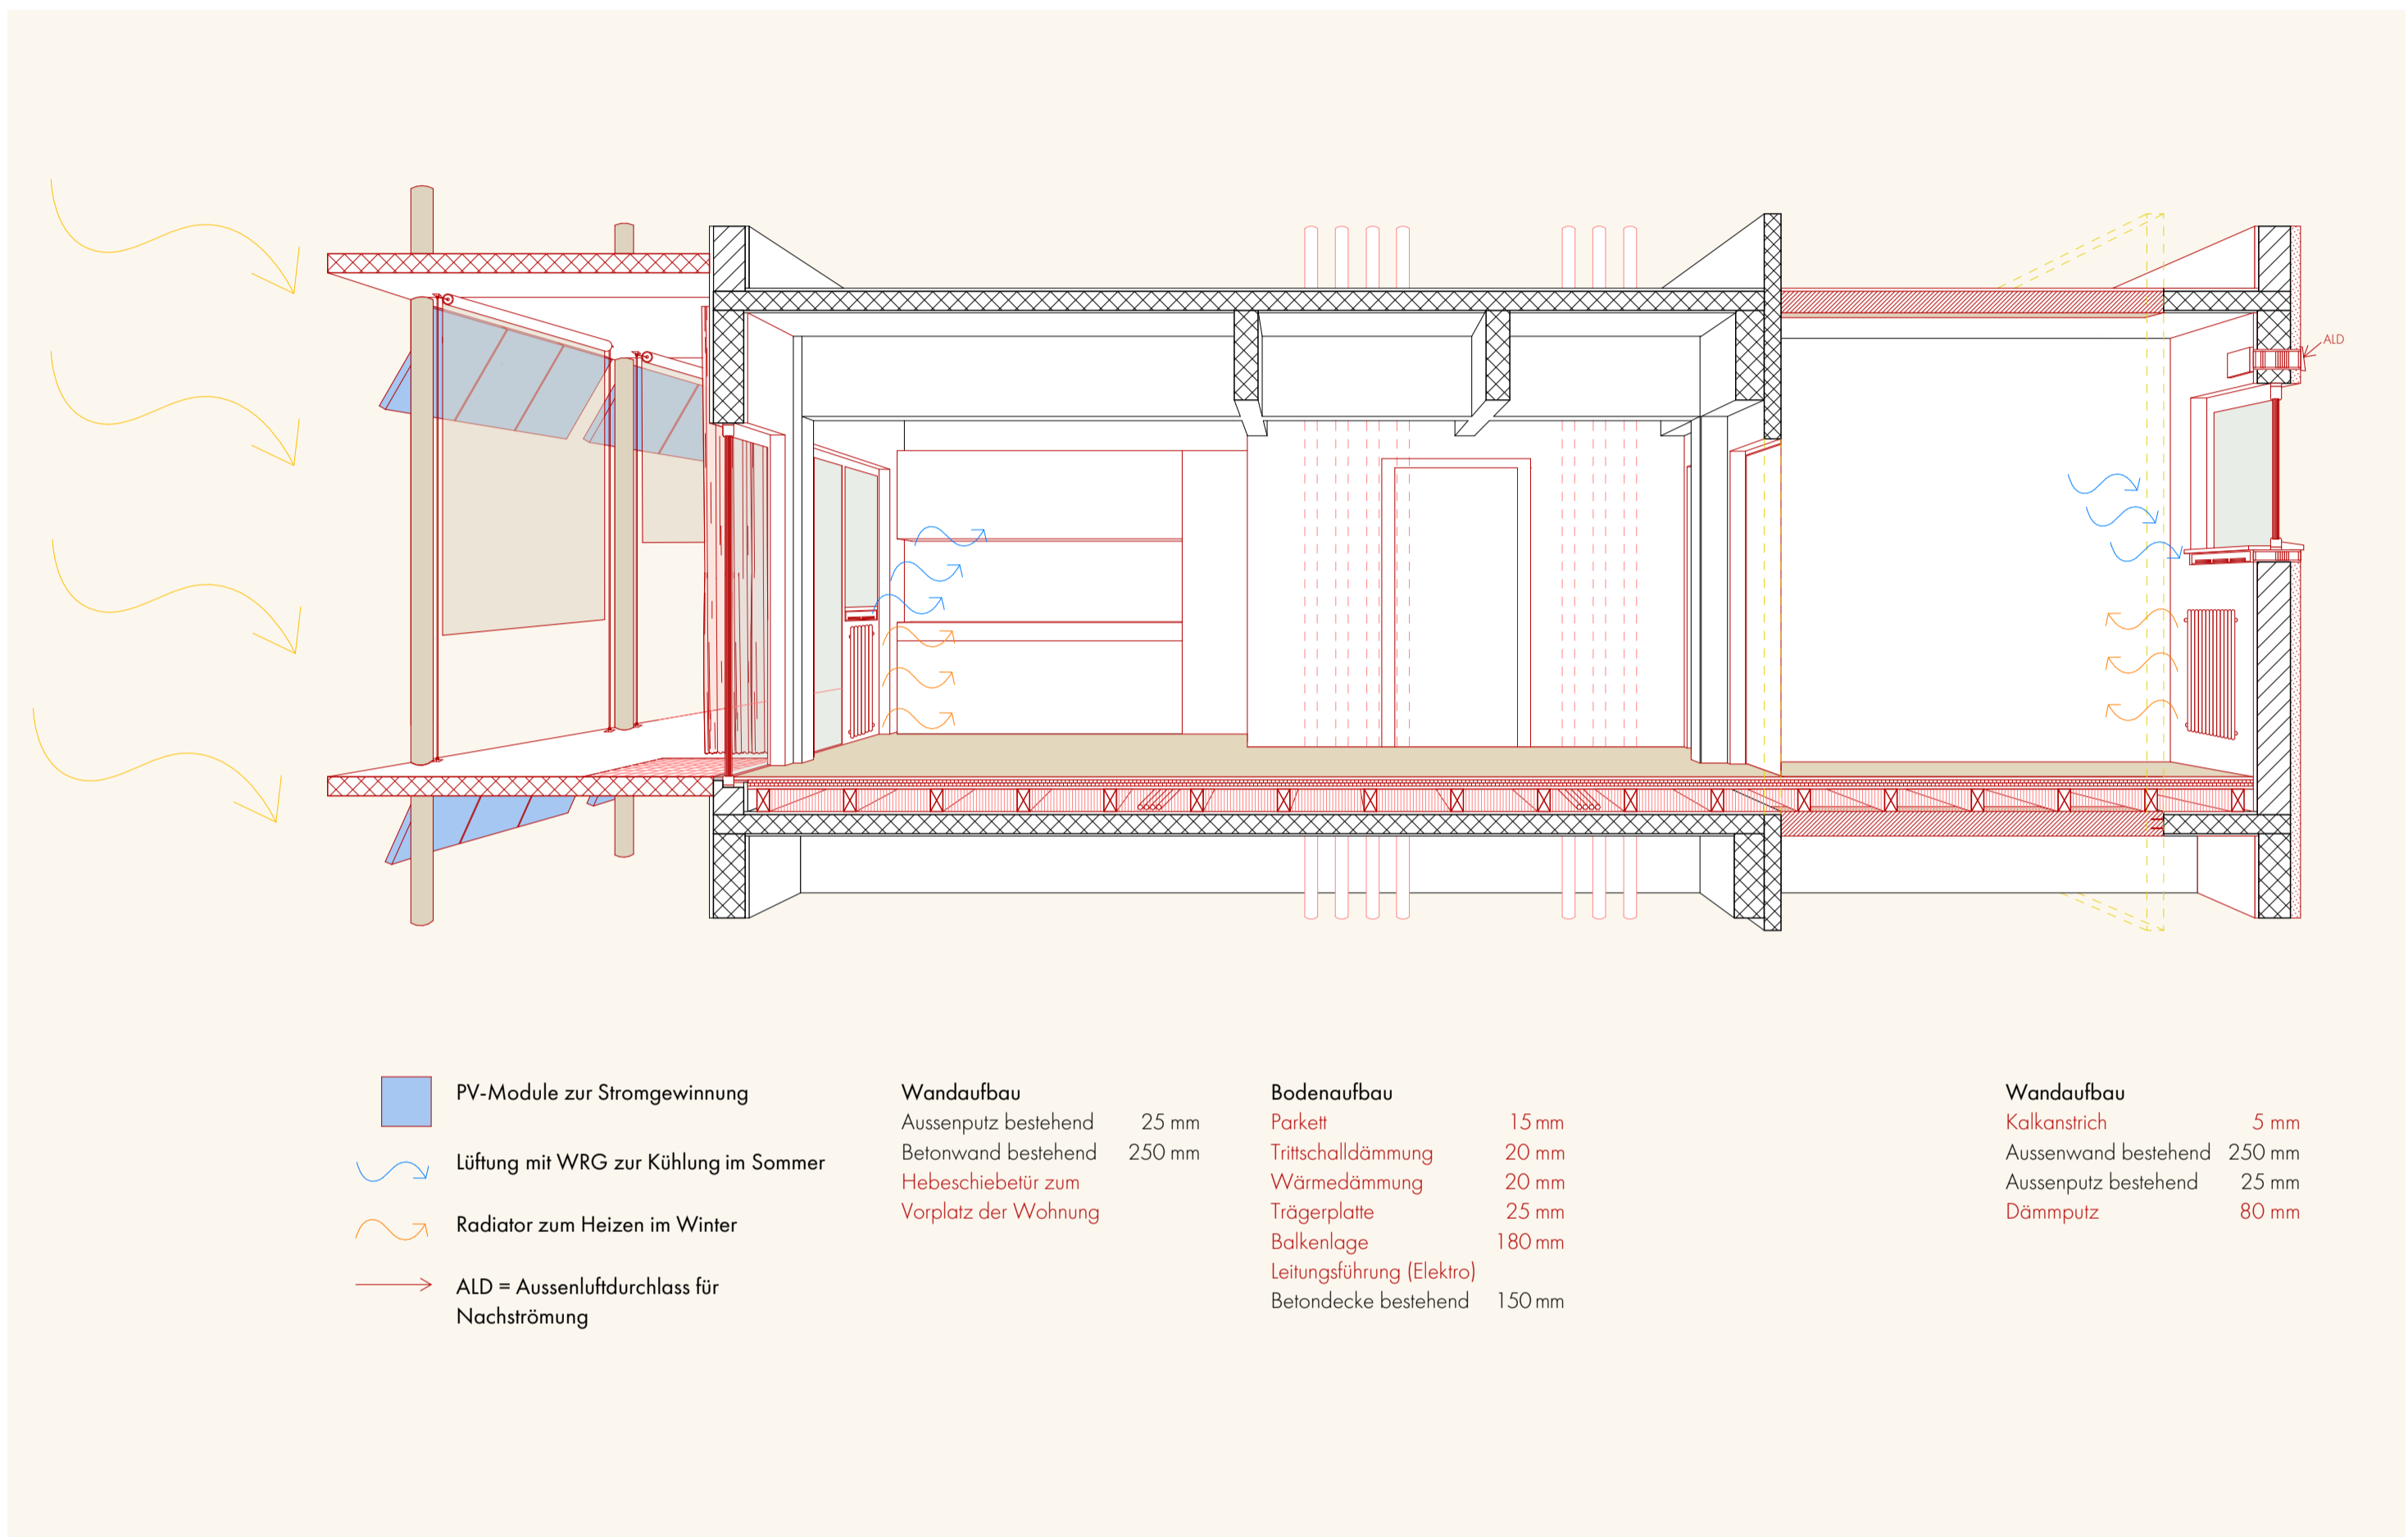 ALD
PV-Module zur Stromgewinnung
Lüftung mit WRG zur Kühlung im Sommer
Radiator zum Heizen im Winter
ALD = Aussenluftdurchlass für
Nachströmung
Wandaufbau
Aussenputz bestehend 25 mm
Betonwand bestehend 250 mm
Hebeschiebetür zum
Vorplatz der Wohnung
Bodenaufbau
Parkett 15 mm
Trittschalldämmung 20 mm
Wärmedämmung 20 mm
Trägerplatte 25 mm
Balkenlage 180 mm
Leitungsführung (Elektro)
Betondecke bestehend 150 mm
Wandaufbau
Kalkanstrich 5 mm
Aussenwand bestehend 250 mm
Aussenputz bestehend 25 mm
Dämmputz 80 mm